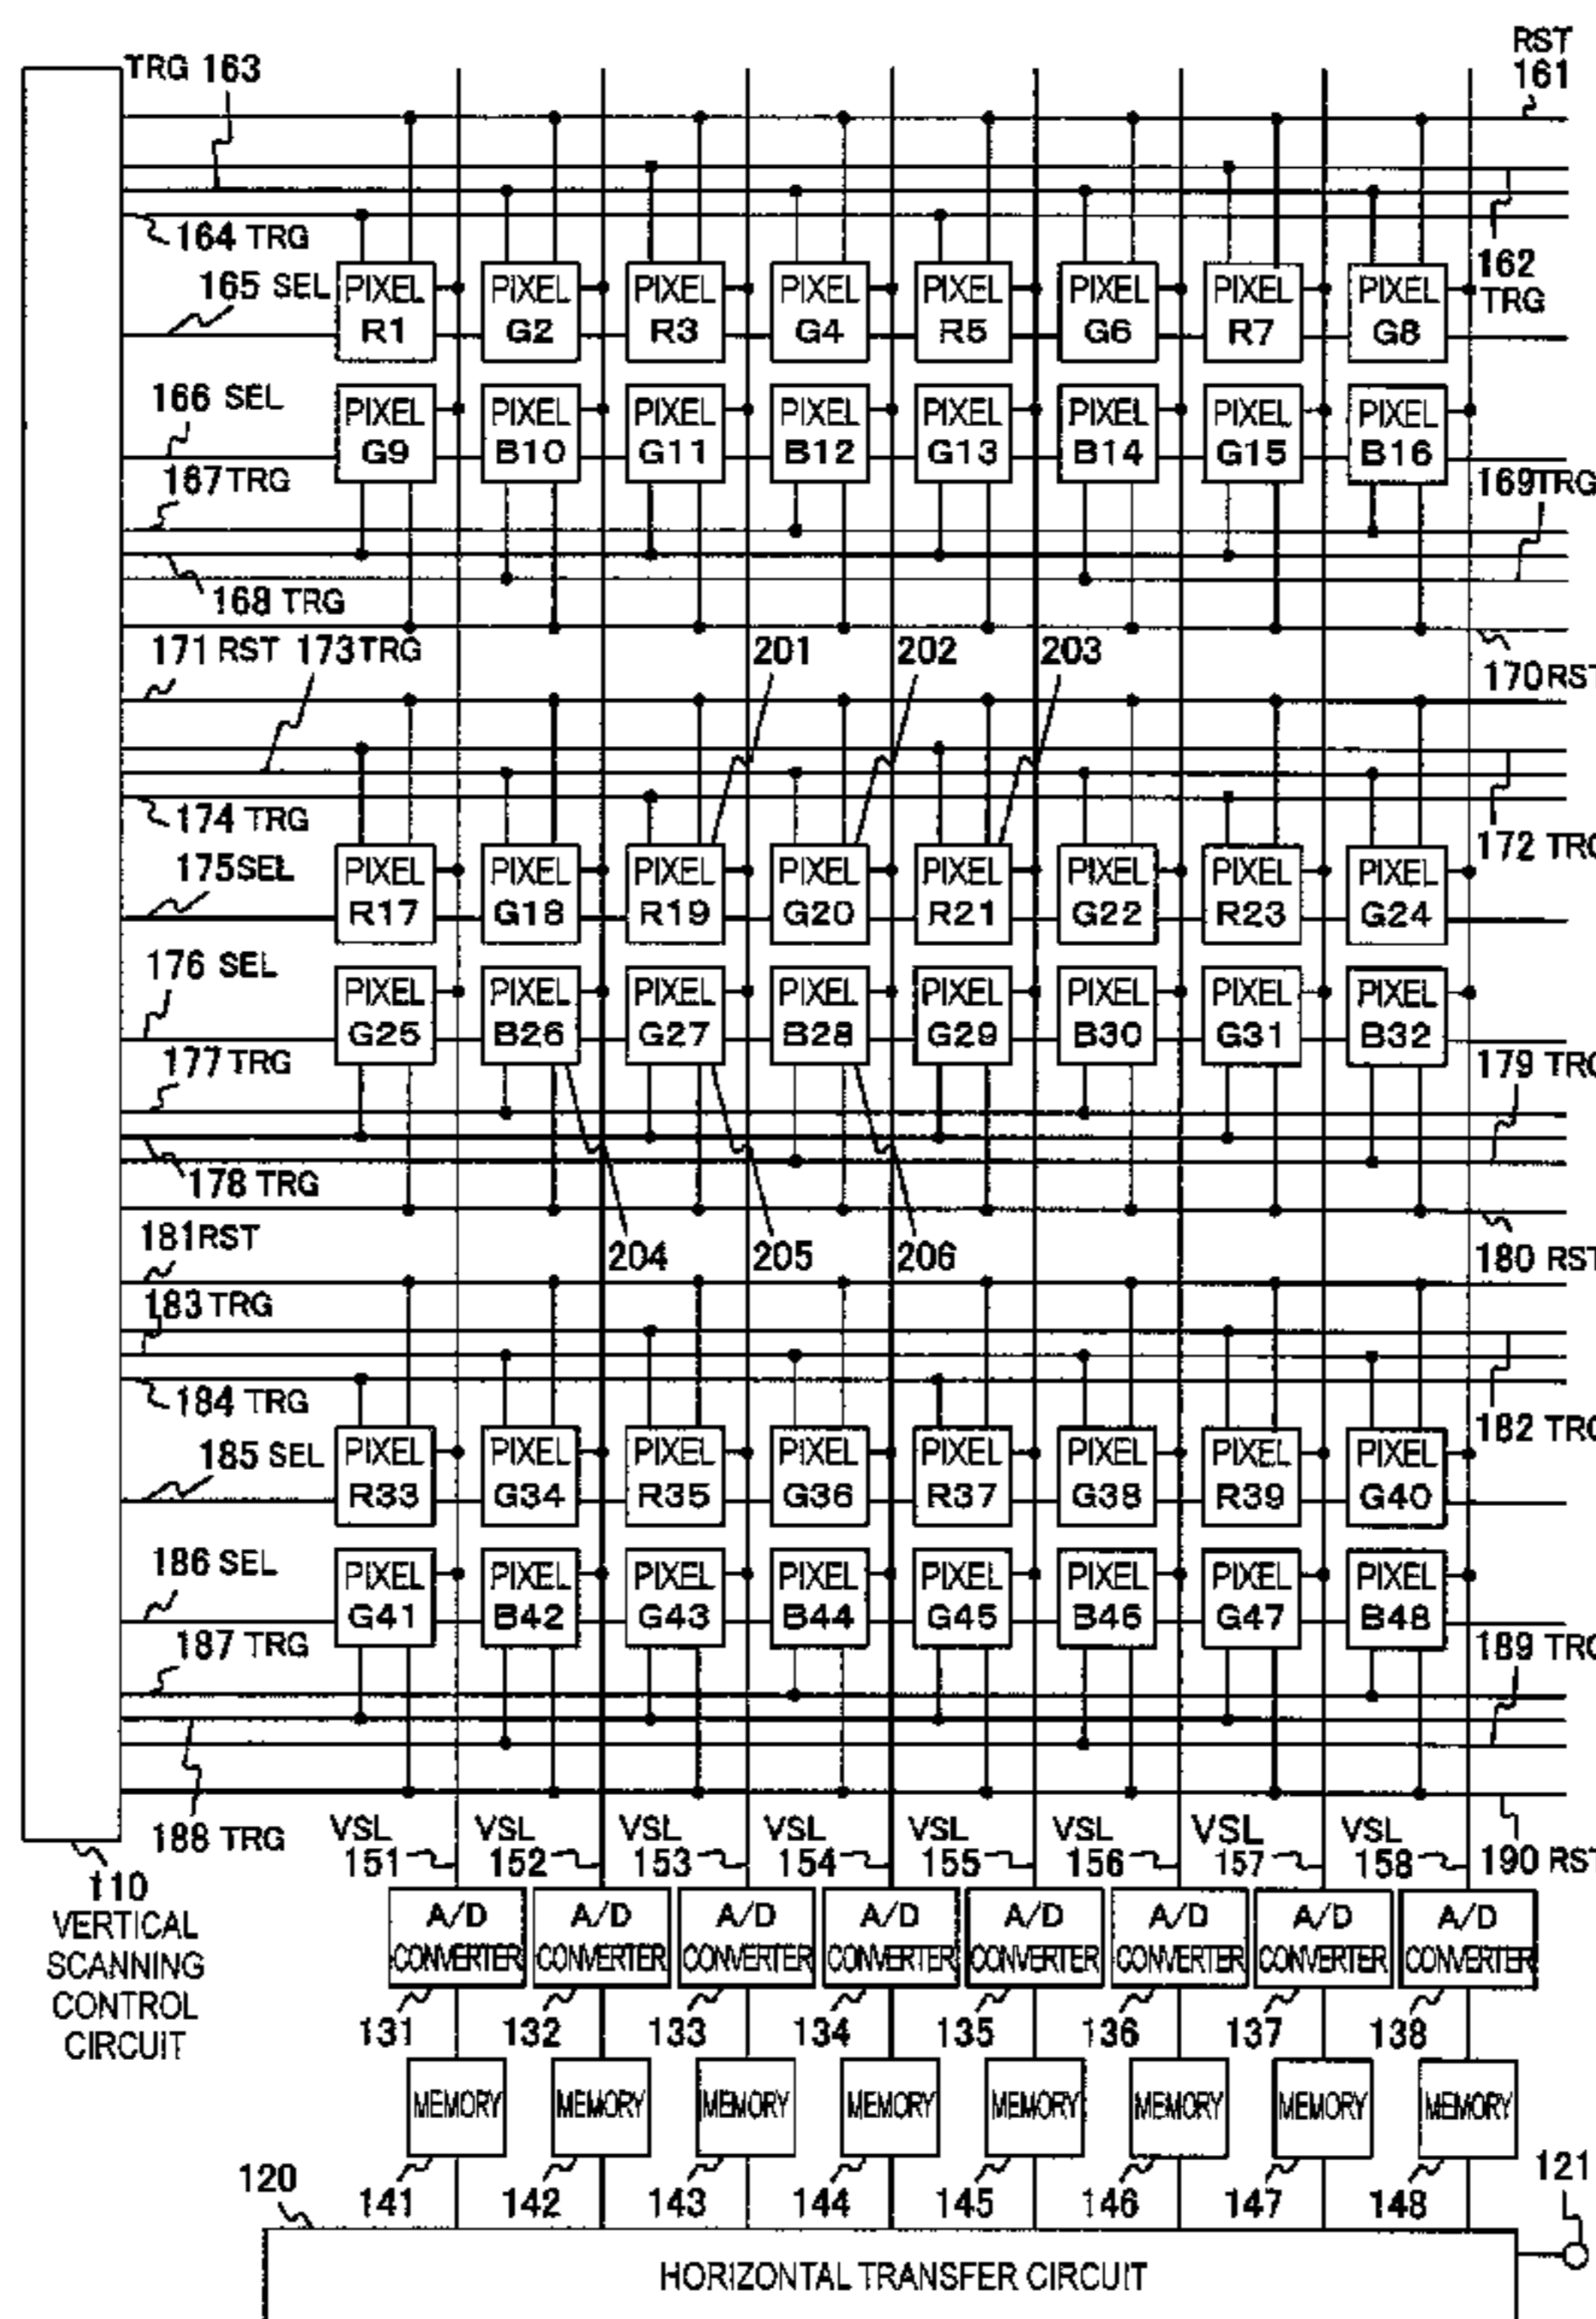 RST
161
TRG 163
164 TRG
162
TRG
165 SEL
PIXEL R1 PIXEL G2 PIXEL R3 PIXEL G4 PIXEL R5 PIXEL G6 PIXEL R7 PIXEL G8
166 SEL
PIXEL G9 PIXEL B10 PIXEL G11 PIXEL B12 PIXEL G13 PIXEL B14 PIXEL G15 PIXEL B16
167 TRG
169 TRG
168 TRG
171 RST 173 TRG 201 202 203
170 RST
174 TRG
172 TRG
175 SEL
PIXEL R17 PIXEL G18 PIXEL R19 PIXEL G20 PIXEL R21 PIXEL G22 PIXEL R23 PIXEL G24
176 SEL
PIXEL G25 PIXEL B26 PIXEL G27 PIXEL B28 PIXEL G29 PIXEL B30 PIXEL G31 PIXEL B32
177 TRG
179 TRG
178 TRG
181 RST 204 205 206
180 RST
183 TRG
184 TRG
182 TRG
185 SEL
PIXEL R33 PIXEL G34 PIXEL R35 PIXEL G36 PIXEL R37 PIXEL G38 PIXEL R39 PIXEL G40
186 SEL
PIXEL G41 PIXEL B42 PIXEL G43 PIXEL B44 PIXEL G45 PIXEL B46 PIXEL G47 PIXEL B48
187 TRG
189 TRG
188 TRG
VSL VSL VSL VSL VSL VSL VSL VSL
151 152 153 154 155 156 157 158 190 RST
110
VERTICAL
SCANNING
CONTROL
CIRCUIT
A/D A/D A/D A/D A/D A/D A/D A/D
CONVERTER CONVERTER CONVERTER CONVERTER CONVERTER CONVERTER CONVERTER CONVERTER
131 132 133 134 135 136 137 138
MEMORY MEMORY MEMORY MEMORY MEMORY MEMORY MEMORY MEMORY
120 121
141 142 143 144 145 146 147 148
HORIZONTAL TRANSFER CIRCUIT